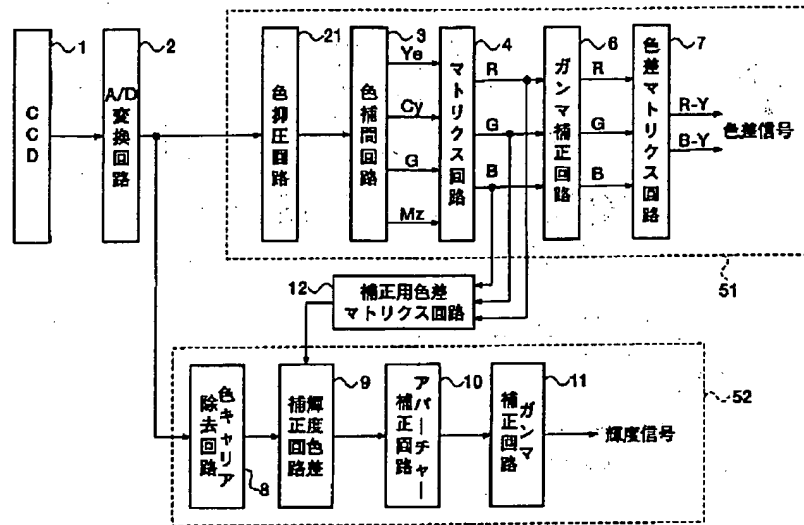 1
CCD
2
A/D変換回路
21
色抑圧回路
3
色補間回路
Ye
Cy
G
Mz
4
マトリクス回路
R
G
B
6
ガンマ補正回路
R
G
B
7
色差マトリクス回路
R-Y
B-Y
色差信号
51
12
補正用色差
マトリクス回路
色キャリア
除去回路
8
輝度色差
補正回路
9
アパーチャー
補正回路
10
ガンマ
補正回路
11
輝度信号
52